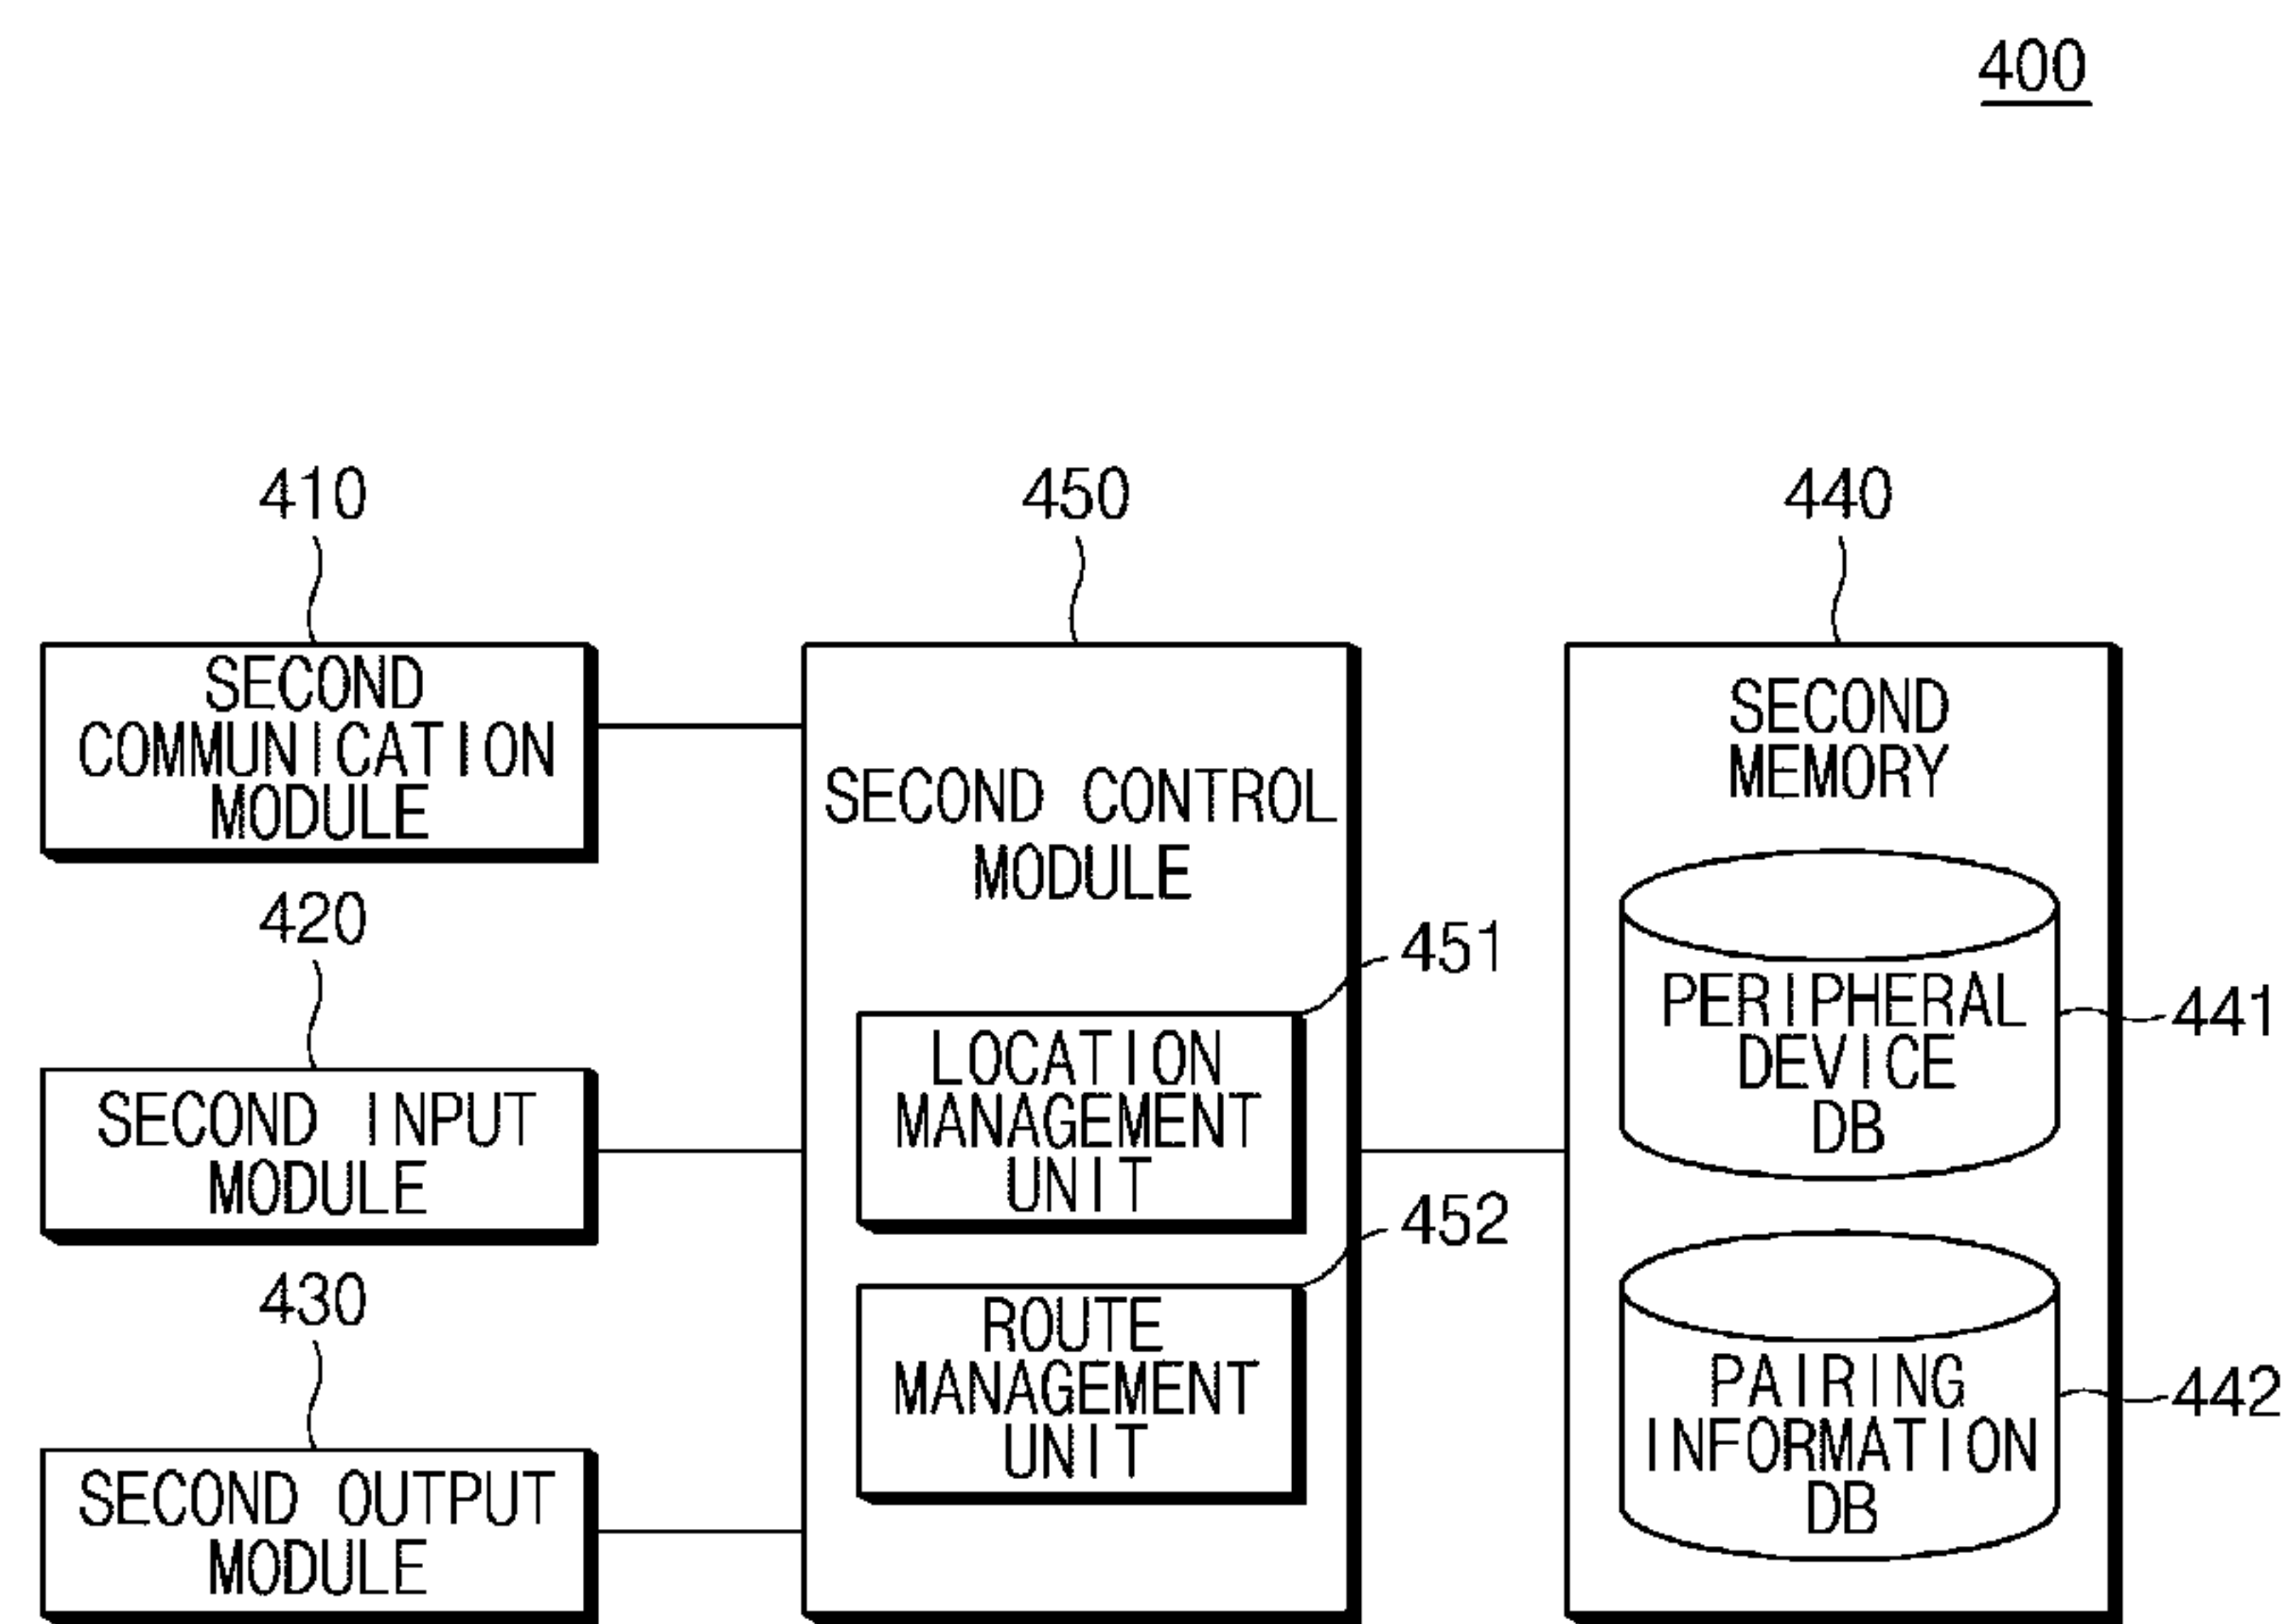 400
410
450
440
SECOND
COMMUNICATION
MODULE
SECOND CONTROL
MODULE
SECOND
MEMORY
420
451
PERIPHERAL
DEVICE
DB
441
LOCATION
MANAGEMENT
UNIT
SECOND INPUT
MODULE
452
430
ROUTE
MANAGEMENT
UNIT
PAIRING
INFORMATION
DB
442
SECOND OUTPUT
MODULE